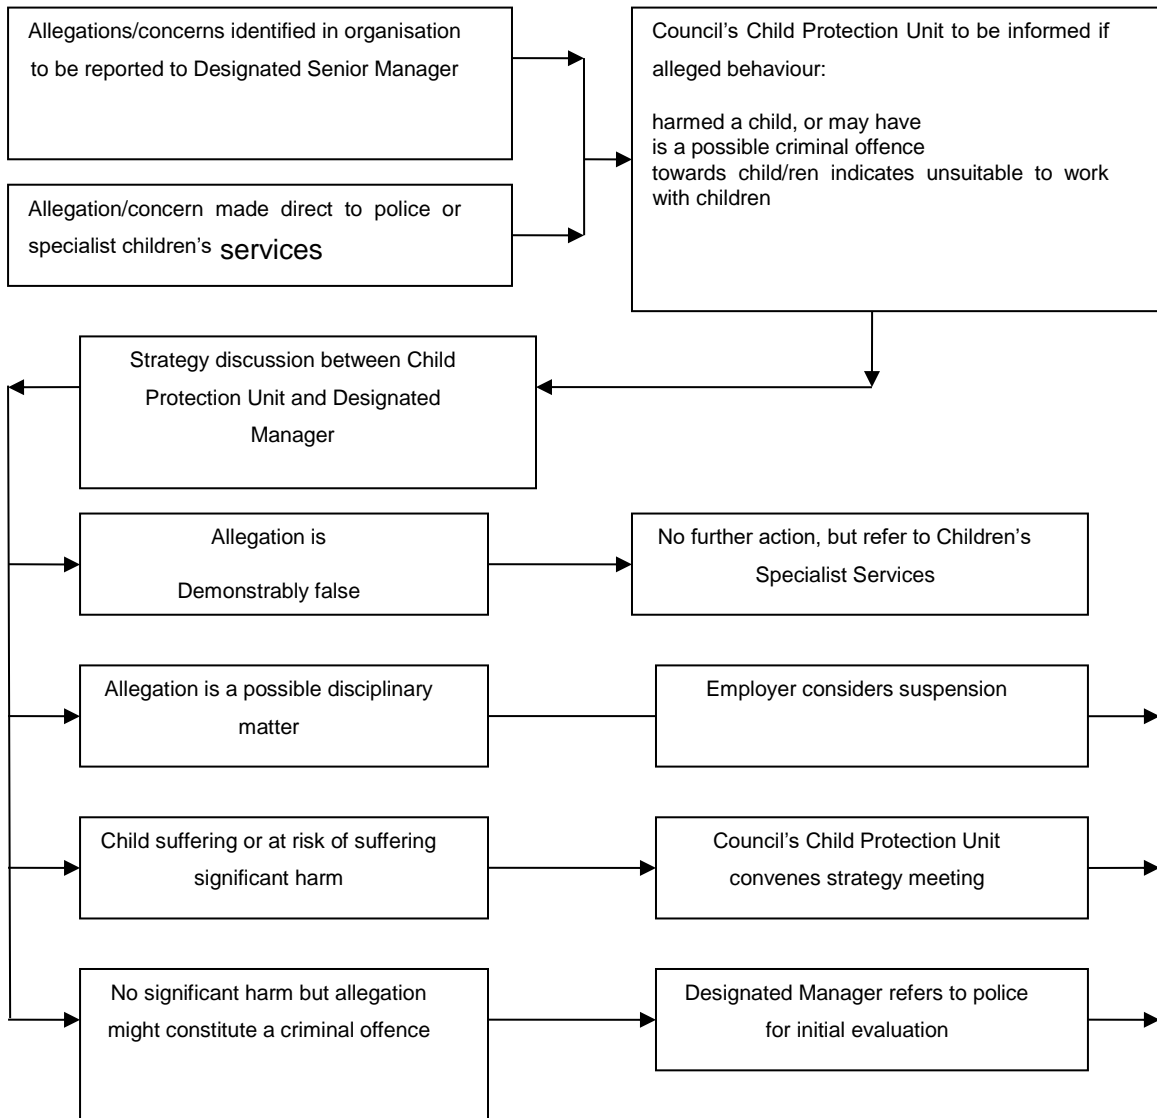 Allegations/concerns identified in organisation
to be reported to Designated Senior Manager
Council's Child Protection Unit to be informed if
alleged behaviour:
harmed a child, or may have
is a possible criminal offence
towards child/ren indicates unsuitable to work
with children
Allegation/concern made direct to police or
specialist children's services
Strategy discussion between Child
Protection Unit and Designated
Manager
Allegation is
Demonstrably false
No further action, but refer to Children's
Specialist Services
Allegation is a possible disciplinary
matter
Employer considers suspension
Child suffering or at risk of suffering
significant harm
Council's Child Protection Unit
convenes strategy meeting
No significant harm but allegation
might constitute a criminal offence
Designated Manager refers to police
for initial evaluation